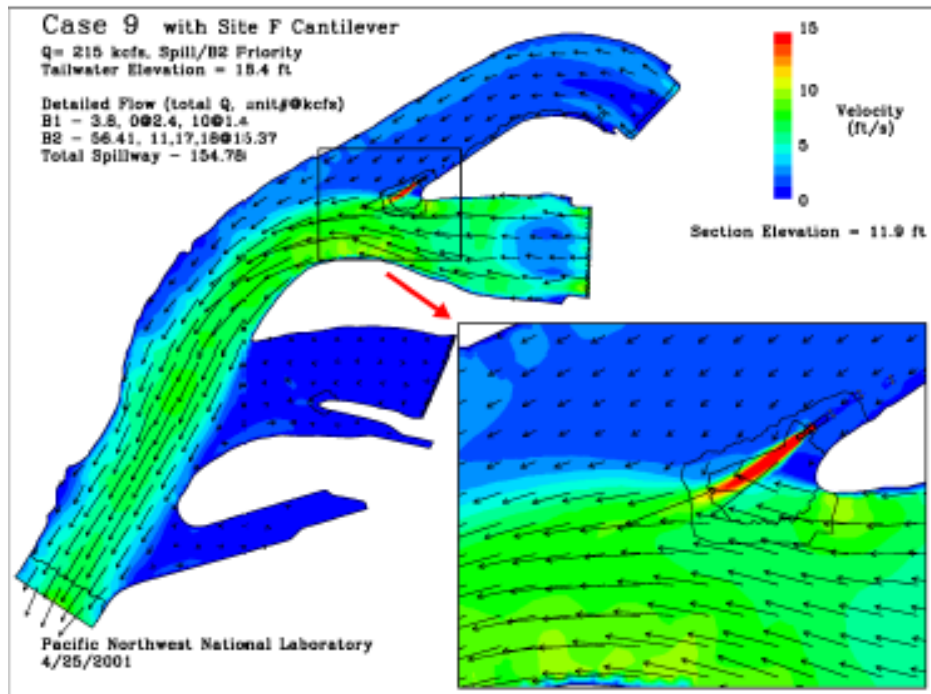 Case 9 with Site F Cantilever
Q= 215 kcfs, Spill/B2 Priority
Tailwater Elevation = 15.4 ft
Detailed Flow (total Q, unit#@kcfs)
B1 - 3.8, 0@2.4, 10@1.4
B2 - 56.41, 11,17,18@15.37
Total Spillway - 154.78
15
10
5
0
Velocity
(ft/s)
Section Elevation = 11.9 ft
Pacific Northwest National Laboratory
4/25/2001